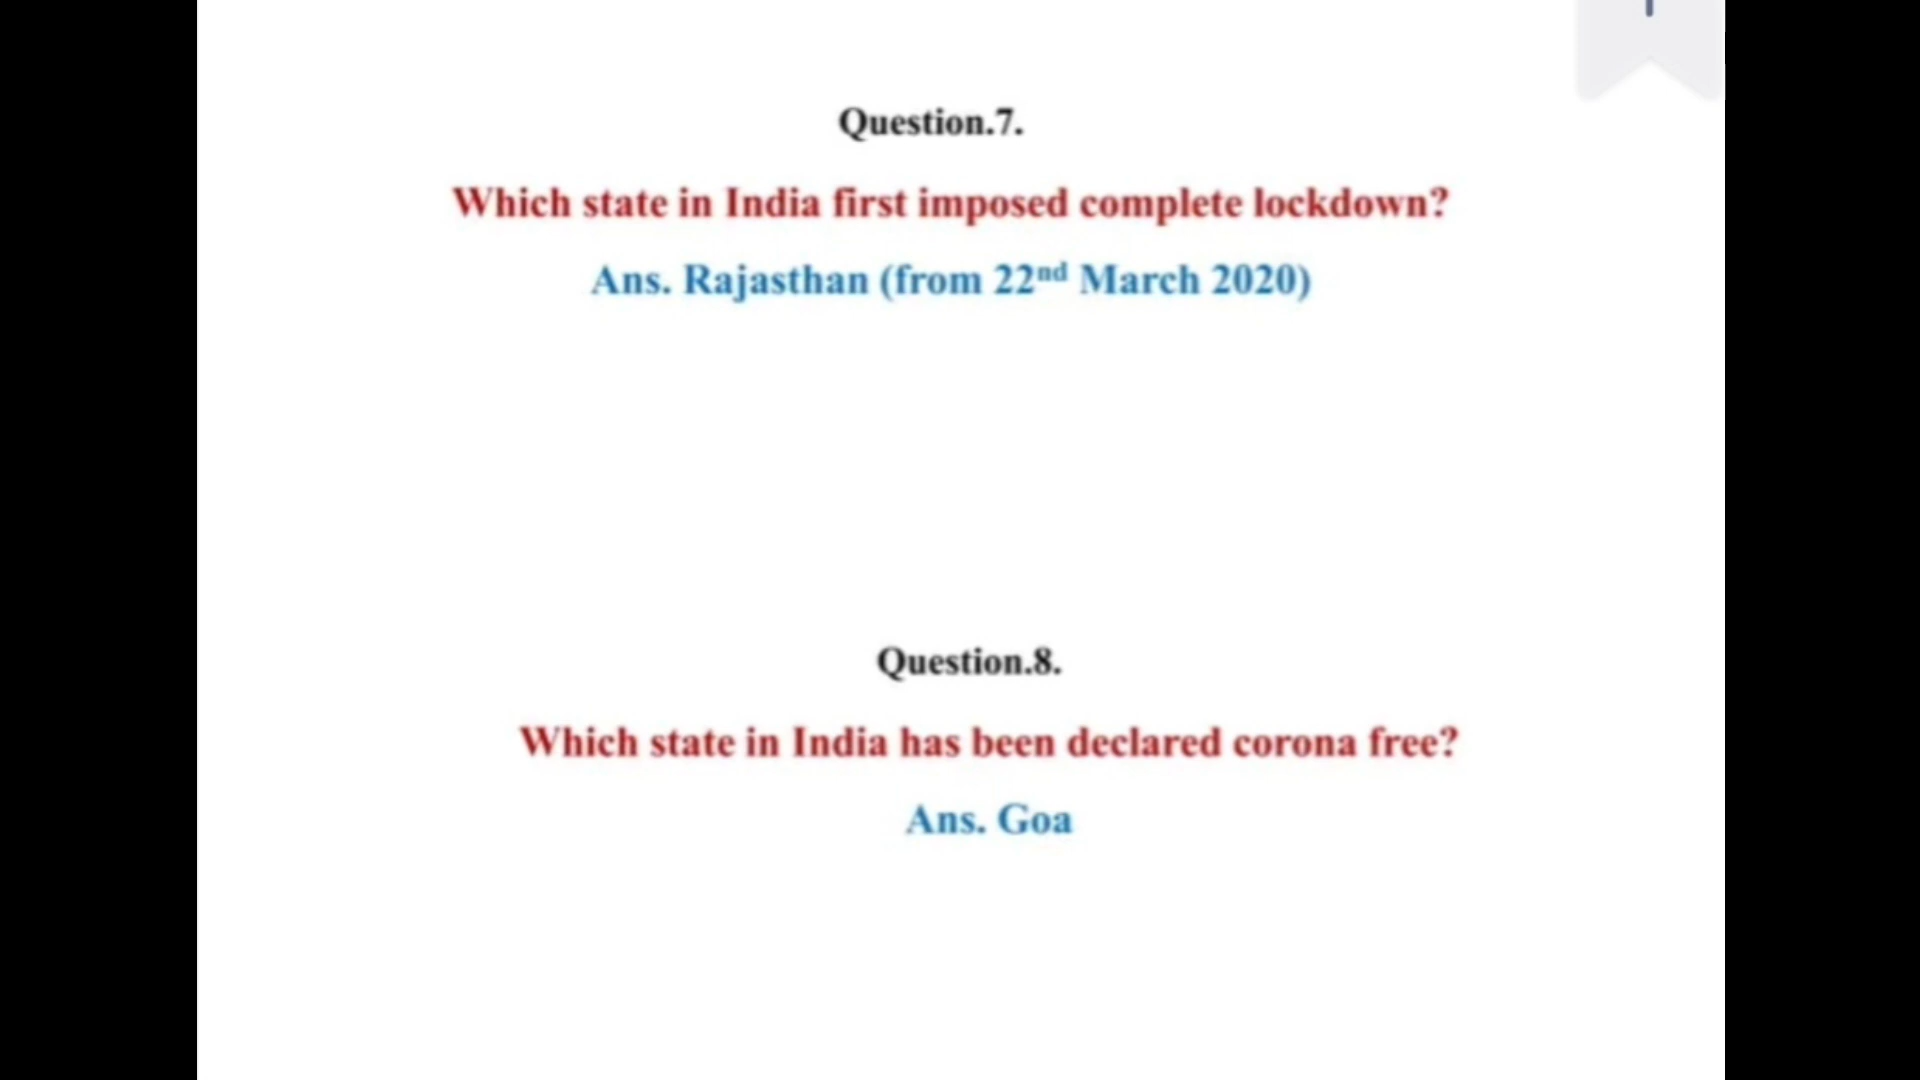 Question.7.
Which state in India first imposed complete lockdown?
Ans. Rajasthan (from 22nd March 2020)
Question.8.
Which state in India has been declared corona free?
Ans. Goa